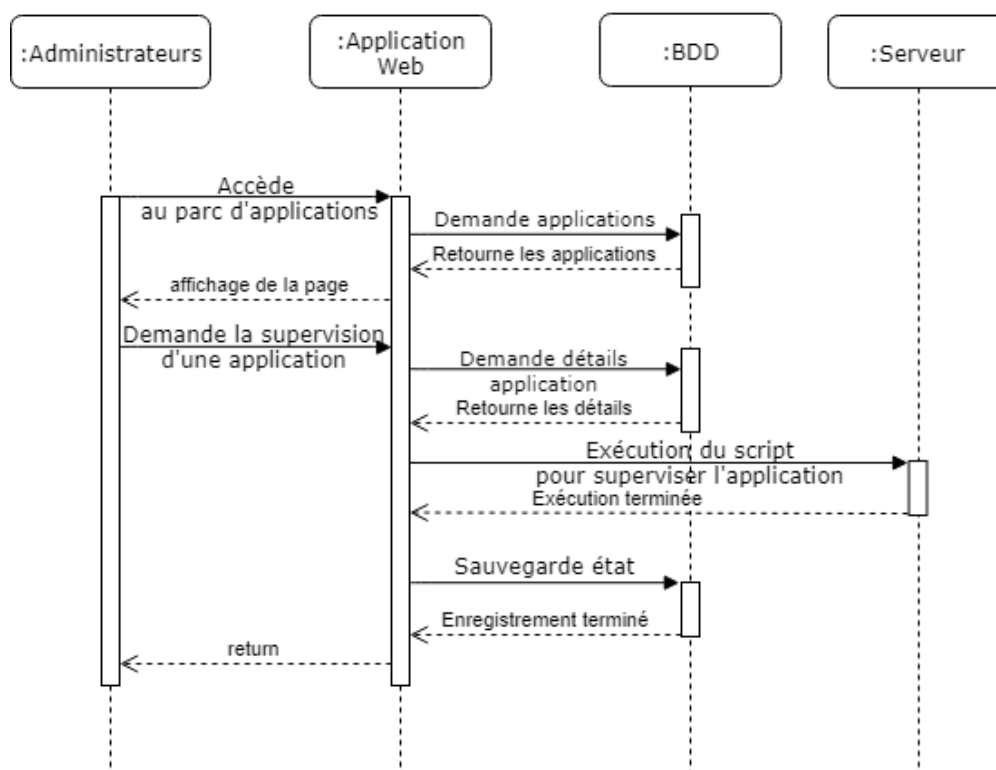 :Administrateurs
:Application
Web
:BDD
:Serveur
Accède
au parc d'applications
Demande applications
Retourne les applications
affichage de la page
Demande la supervision
d'une application
Demande détails
application
Retourne les détails
Exécution du script
pour superviser l'application
Exécution terminée
Sauvegarde état
Enregistrement terminé
return